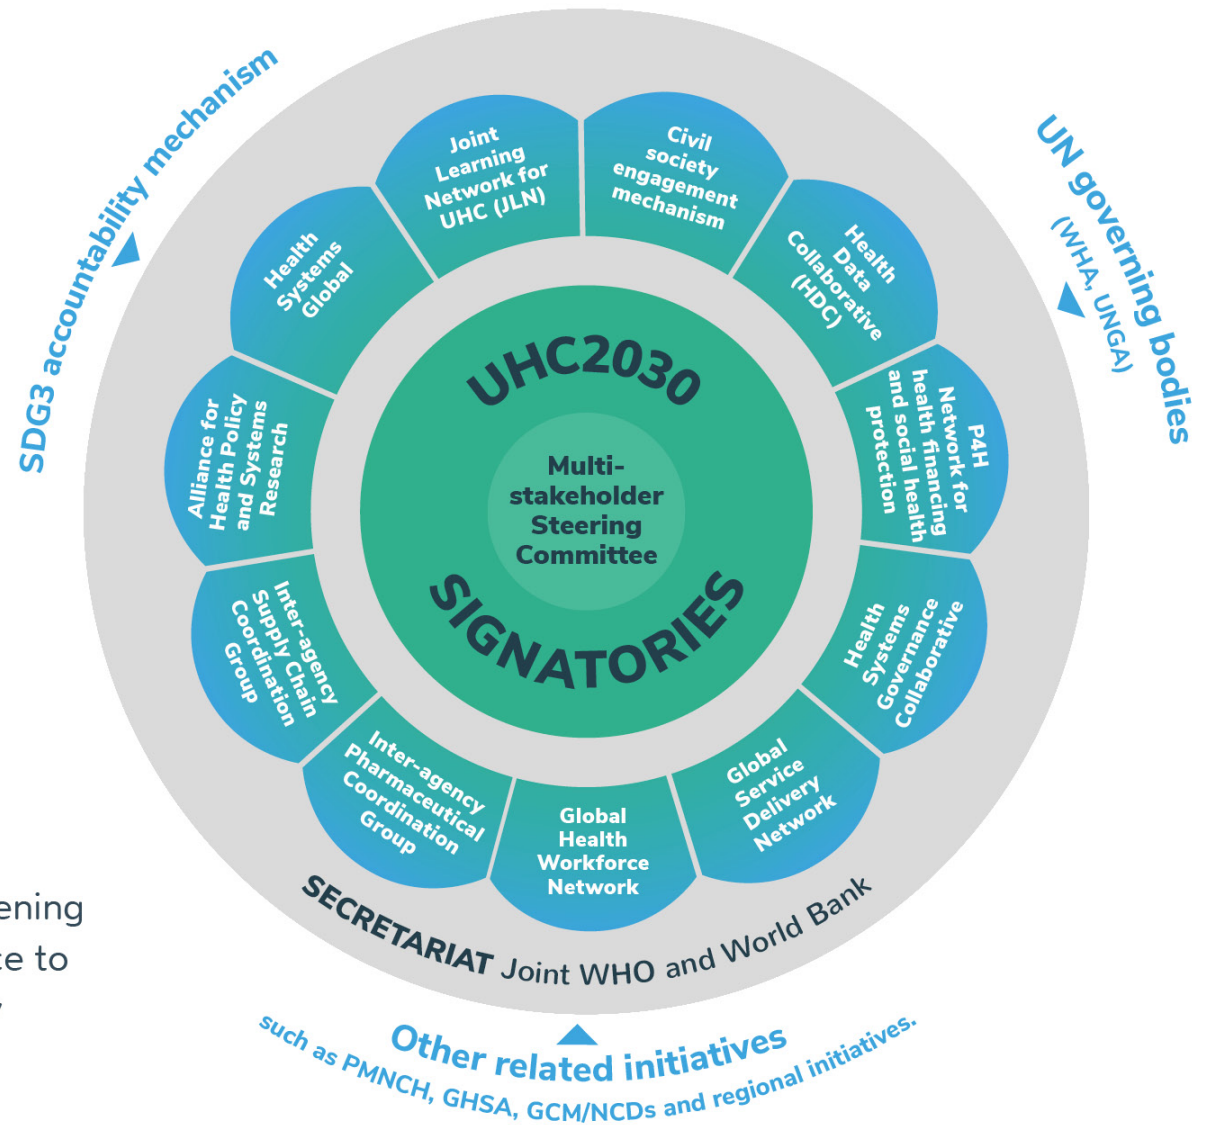 SDG3 accountability mechanism
UN governing bodies
(WHA, UNGA)
Joint
Learning
Network for
UHC (JLN)
Civil
society
engagement
mechanism
Health
Data
Collaborative
(HDC)
P4H
Network for
health financing
and social health
protection
Health
Systems
Governance
Collaborative
Global
Service
Delivery
Network
Global
Health
Workforce
Network
Inter-agency
Pharmaceutical
Coordination
Group
Inter-agency
Supply Chain
Coordination
Group
Alliance for
Health Policy
and Systems
Research
Health
Systems
Global
UHC2030
Multi-
stakeholder
Steering
Committee
SIGNATORIES
SECRETARIAT Joint WHO and World Bank
Other related initiatives
such as PMNCH, GHSA, GCM/NCDs and regional initiatives.
ening
e to